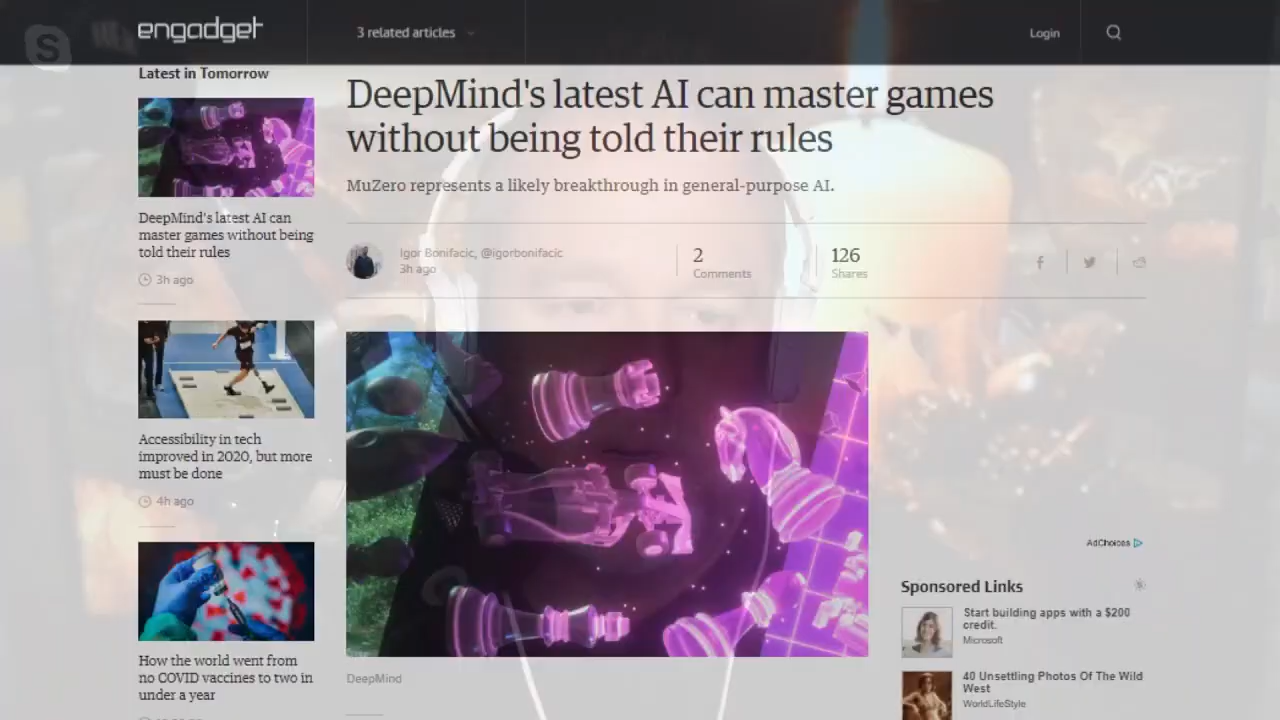 engadget
3 related articles
Login
S
Latest in Tomorrow
DeepMind's latest AI can
master games without being
told their rules
3h ago
Accessibility in tech
improved in 2020, but more
must be done
4h ago
How the world went from
no COVID vaccines to two in
under a year
DeepMind's latest AI can master games
without being told their rules
MuZero represents a likely breakthrough in general-purpose AI.
Igor Bonifacic, @igorbonifacic
3h ago
2
Comments
126
Shares
DeepMind
AdChoices
Sponsored Links
Start building apps with a $200
credit.
Microsoft
40 Unsettling Photos Of The Wild
West
WorldLifeStyle